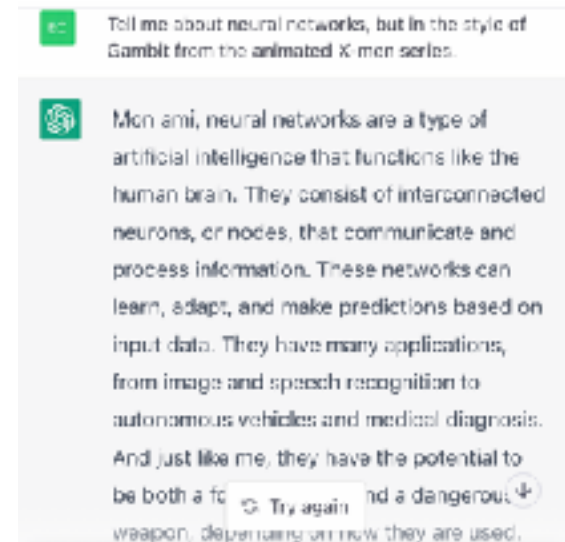 Tell me about neural networks, but in the style of
Gambit from the animated X-men series.
Mon ami, neural networks are a type of
artificial intelligence that functions like the
human brain. They consist of interconnected
neurons, or nodes, that communicate and
process information. These networks can
learn, adapt, and make predictions based on
input data. They have many applications,
from image and speech recognition to
autonomous vehicles and medical diagnosis.
And just like me, they have the potential to
be both a and a dangerous
Try again
weapon, depending on how they are used.